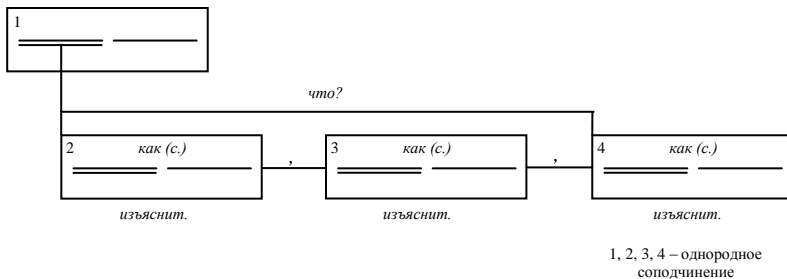 1
что?
2 как (с.) , 3 как (с.) , 4 как (с.)
изъяснит. изъяснит. изъяснит.
1, 2, 3, 4 – однородное
соподчинение